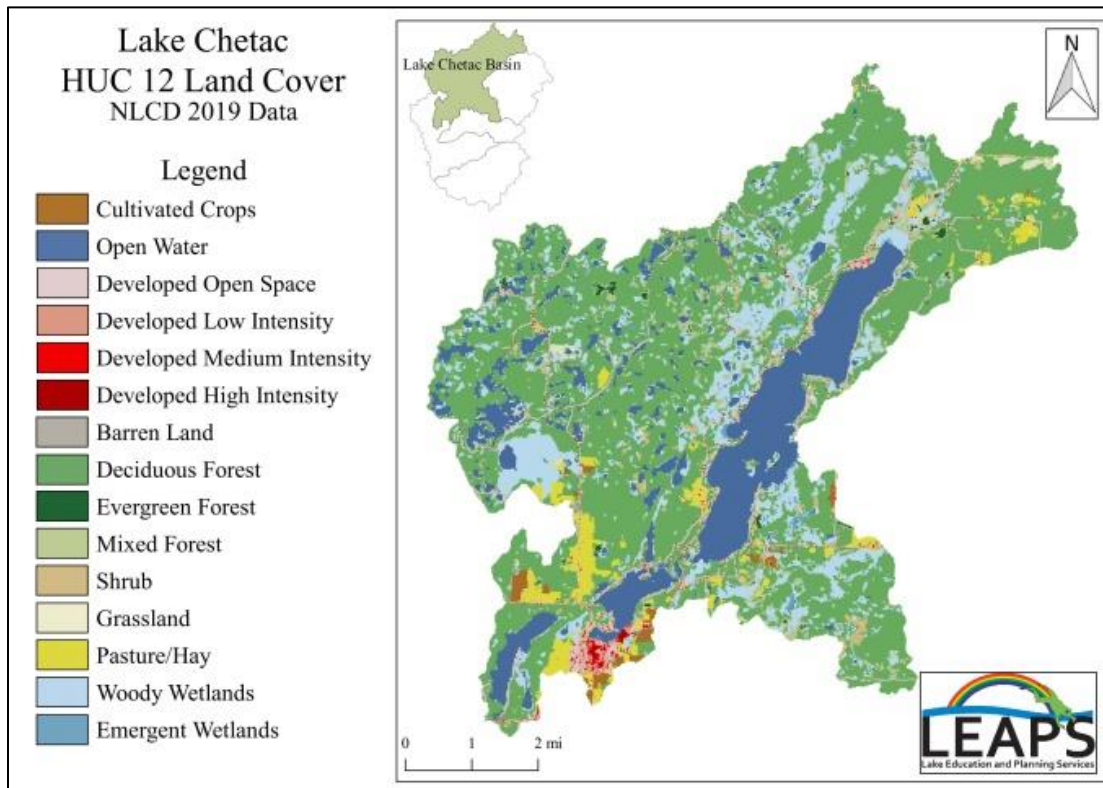 Lake Chetac
HUC 12 Land Cover
NLCD 2019 Data
Legend
Cultivated Crops
Open Water
Developed Open Space
Developed Low Intensity
Developed Medium Intensity
Developed High Intensity
Barren Land
Deciduous Forest
Evergreen Forest
Mixed Forest
Shrub
Grassland
Pasture/Hay
Woody Wetlands
Emergent Wetlands
Lake Chetac Basin
N
0 1 2 mi
LEAPS
Lake Education and Planning Services